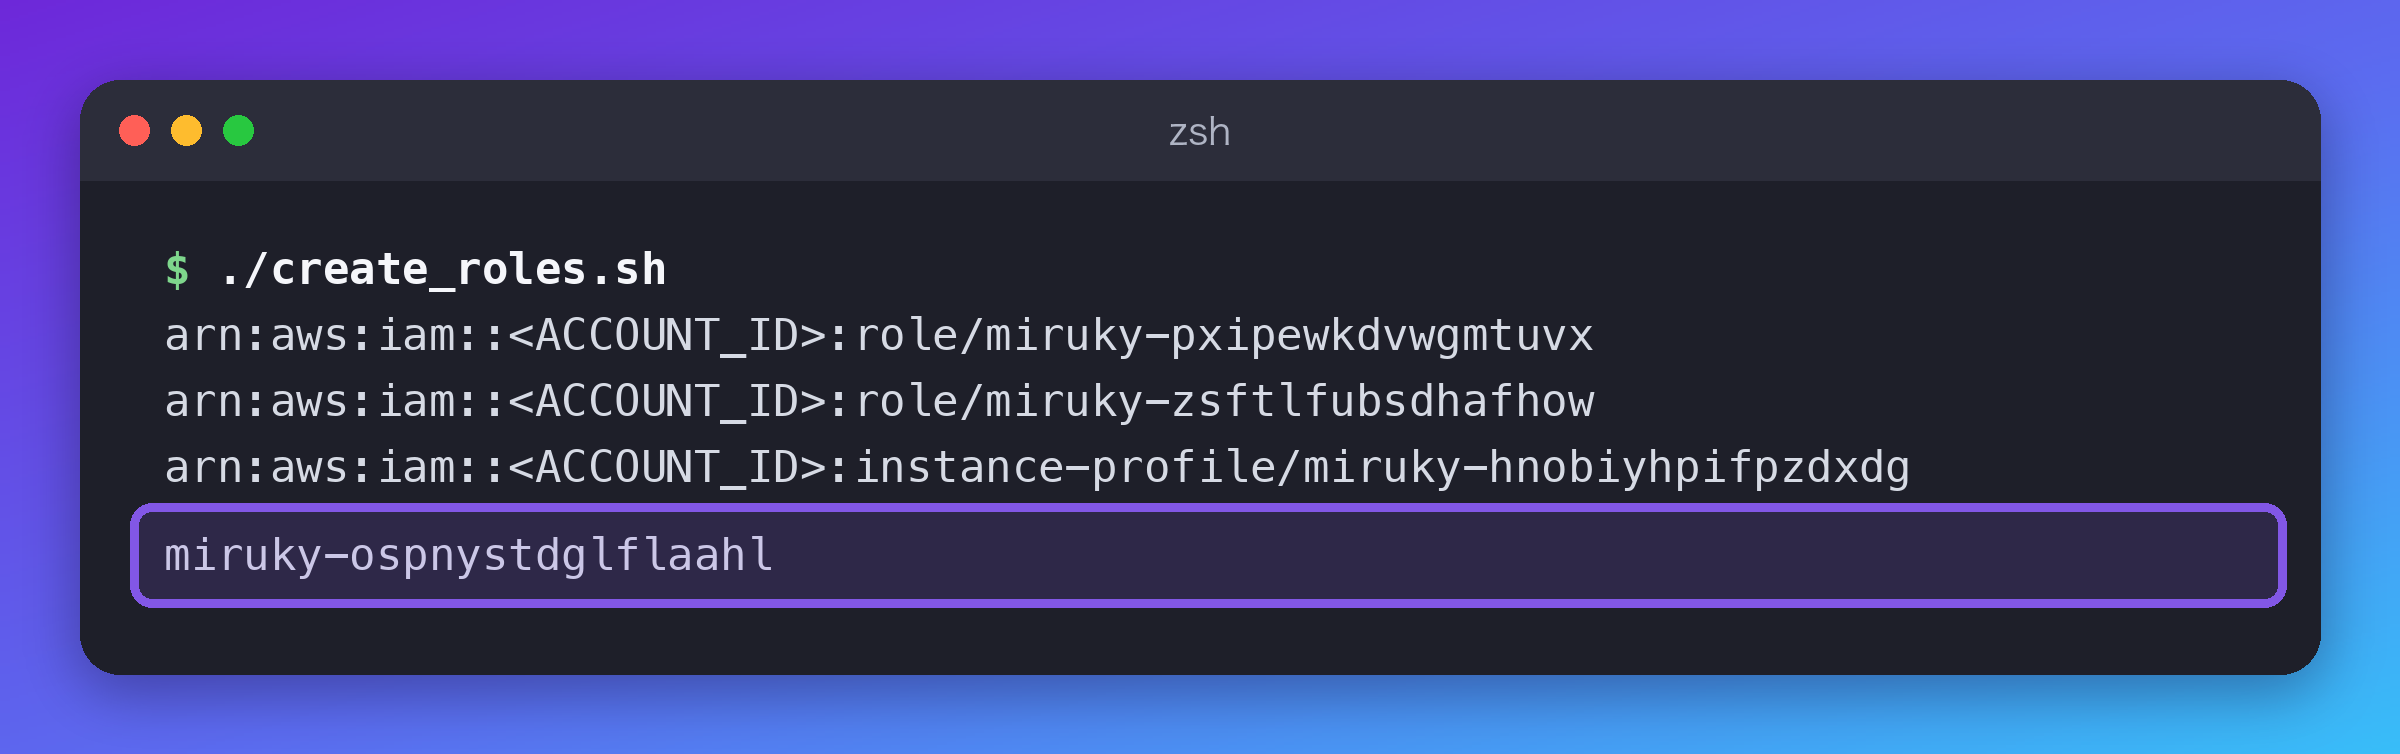 zsh
$ ./create_roles.sh
arn:aws:iam::<ACCOUNT_ID>:role/miruky-pxipewkdvwgmtuvx
arn:aws:iam::<ACCOUNT_ID>:role/miruky-zsftlfubsdhafhow
arn:aws:iam::<ACCOUNT_ID>:instance-profile/miruky-hnobiyhpifpzdxdg
miruky-ospnystdglflaahl